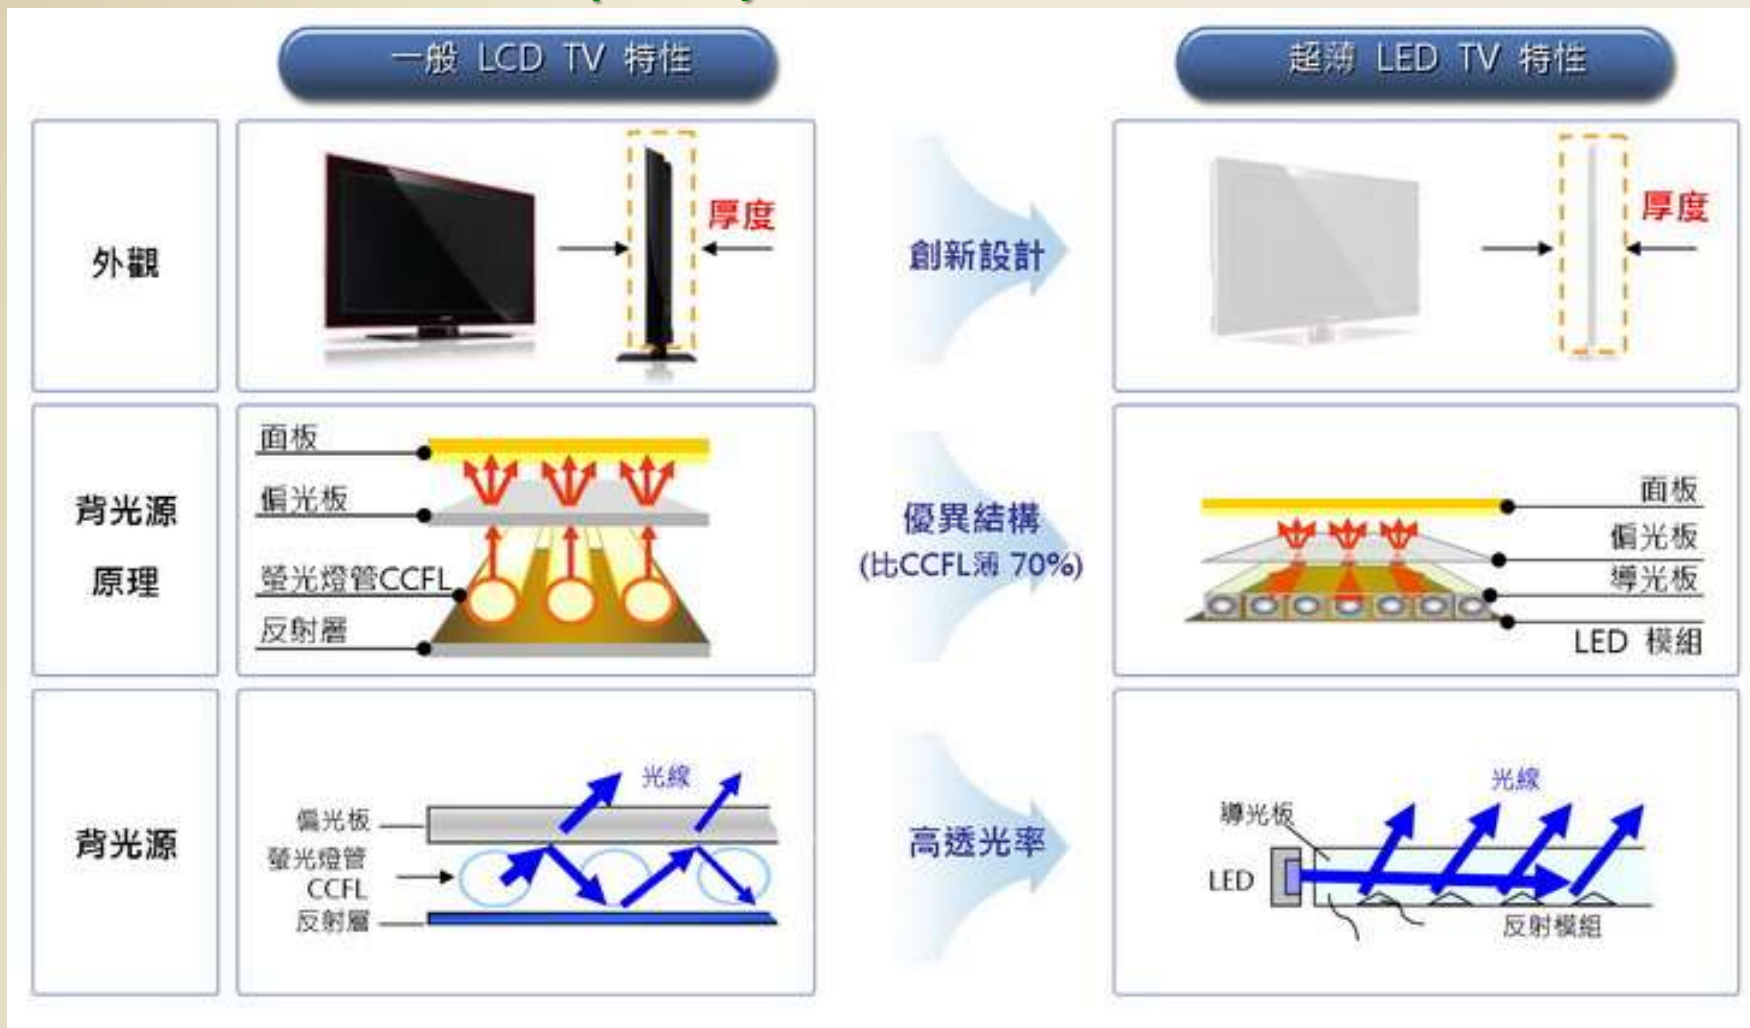 一般 LCD TV 特性
超薄 LED TV 特性
外觀
厚度
創新設計
厚度
背光源
原理
面板
偏光板
螢光燈管CCFL
反射層
優異結構
(比CCFL薄 70%)
面板
偏光板
導光板
LED 模組
背光源
光線
偏光板
螢光燈管
CCFL
反射層
高透光率
光線
導光板
LED
反射模組